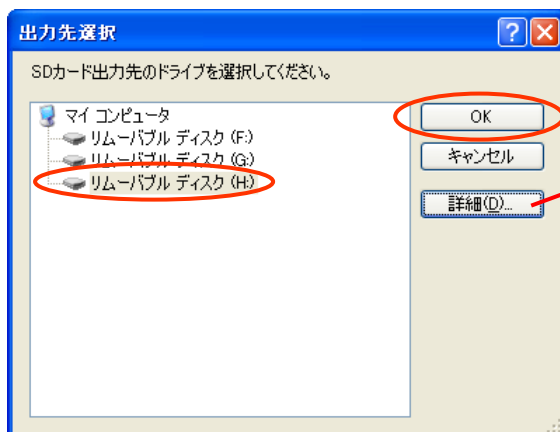 出力先選択
SDカード出力先のドライブを選択してください。
マイ コンピュータ
リムーバブル ディスク (F:)
リムーバブル ディスク (G:)
リムーバブル ディスク (H:)
OK
キャンセル
詳細(D)...